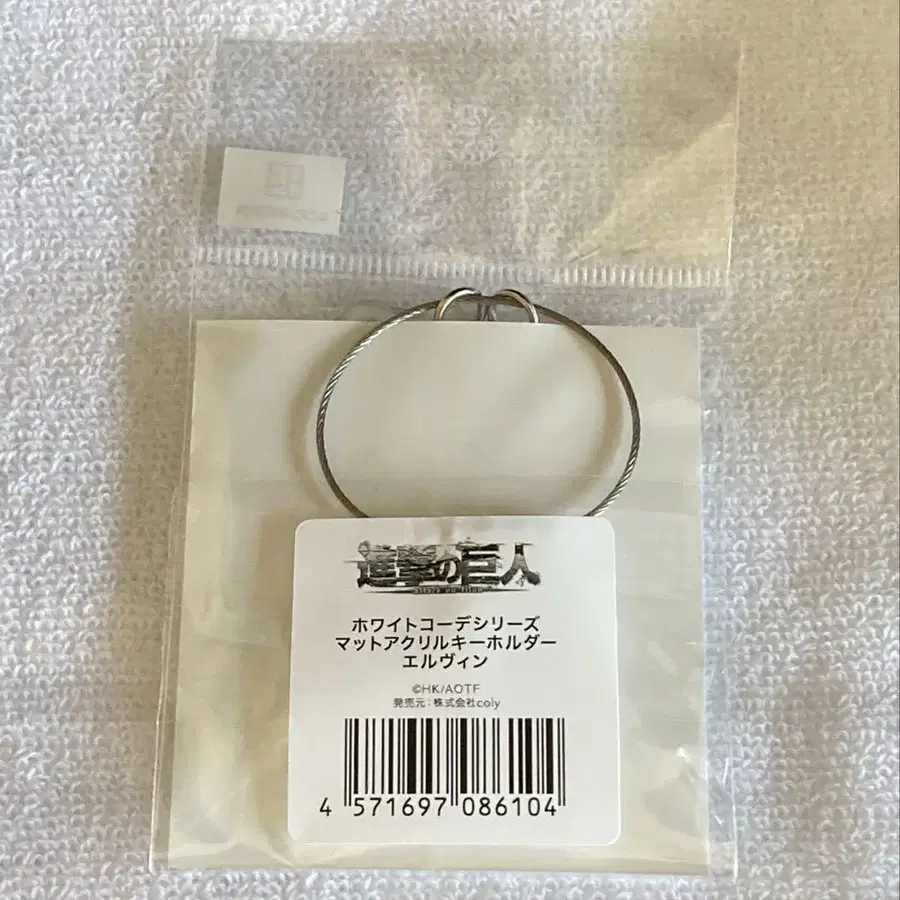 進撃の巨人
ホワイトコーデシリーズ
マットアクリルキーホルダー
エルヴィン
©HK/AOTF
発売元：株式会社coly
4 571697 086104